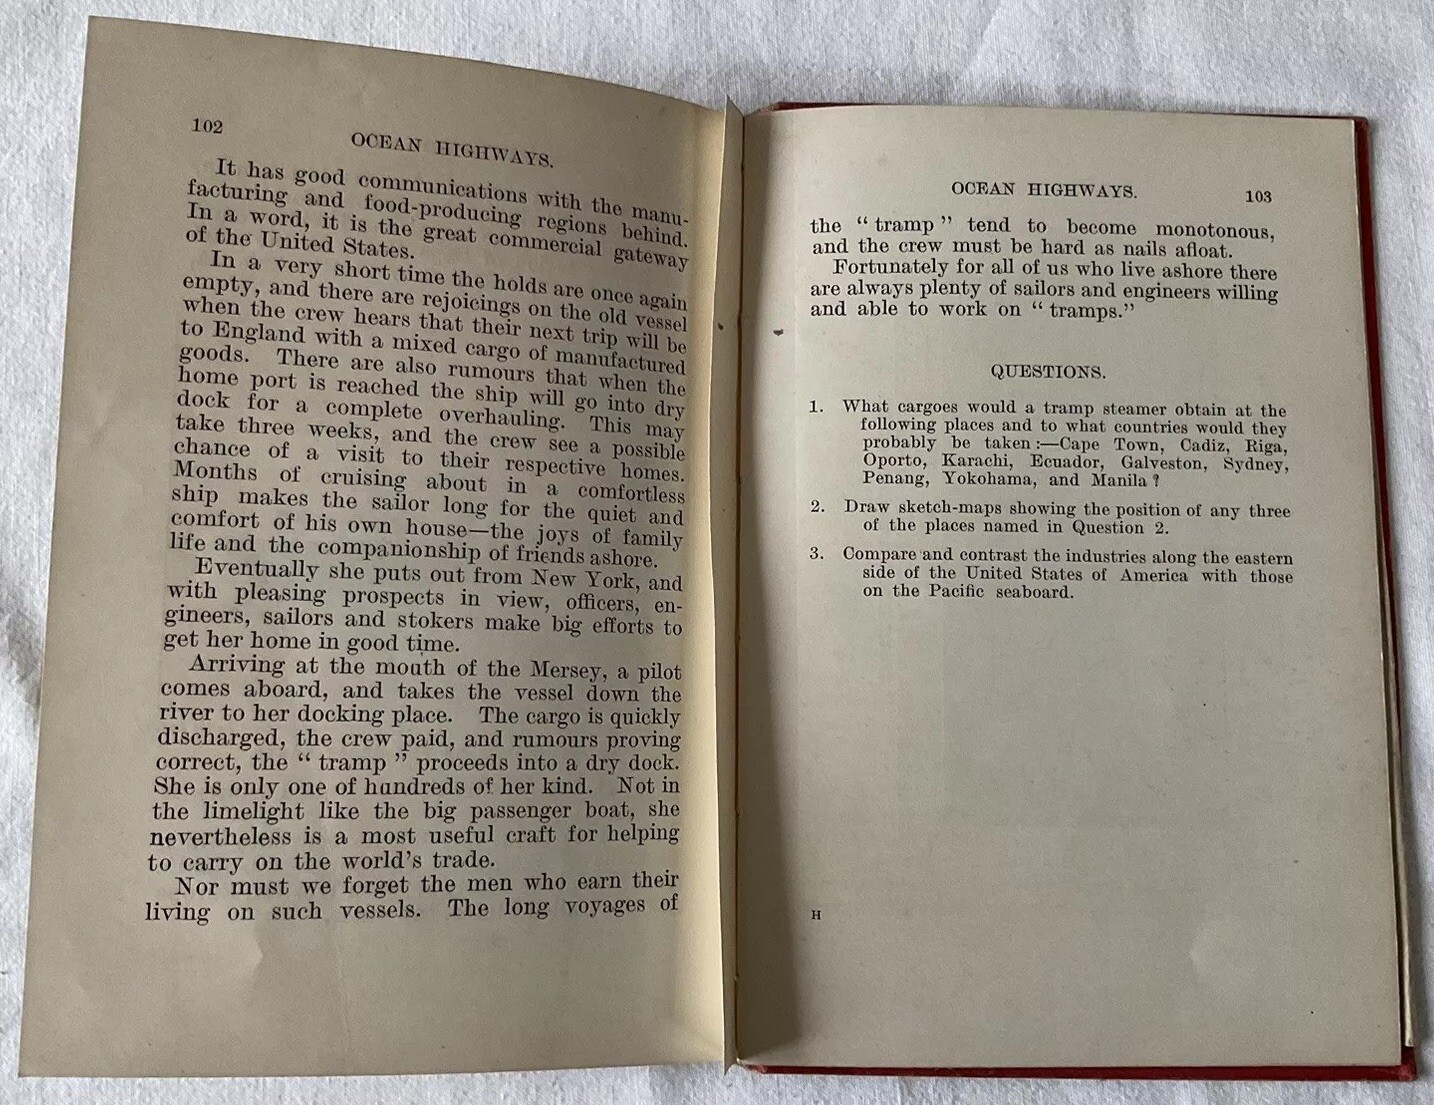 102
OCEAN HIGHWAYS.
It has good communications with the manu-
facturing and food-producing regions behind.
In a word, it is the great commercial gateway
of the United States.
In a very short time the holds are once again
empty, and there are rejoicings on the old vessel
when the crew hears that their next trip will be
to England with a mixed cargo of manufactured
goods. There are also rumours that when the
home port is reached the ship will go into dry
dock for a complete overhauling. This may
take three weeks, and the crew see a possible
chance of a visit to their respective homes.
Months of cruising about in a comfortless
ship makes the sailor long for the quiet and
comfort of his own house—the joys of family
life and the companionship of friends ashore.
Eventually she puts out from New York, and
with pleasing prospects in view, officers, en-
gineers, sailors and stokers make big efforts to
get her home in good time.
Arriving at the mouth of the Mersey, a pilot
comes aboard, and takes the vessel down the
river to her docking place. The cargo is quickly
discharged, the crew paid, and rumours proving
correct, the “ tramp ” proceeds into a dry dock.
She is only one of hundreds of her kind. Not in
the limelight like the big passenger boat, she
nevertheless is a most useful craft for helping
to carry on the world's trade.
Nor must we forget the men who earn their
living on such vessels. The long voyages of
OCEAN HIGHWAYS.
103
the “ tramp ” tend to become monotonous,
and the crew must be hard as nails afloat.
Fortunately for all of us who live ashore there
are always plenty of sailors and engineers willing
and able to work on “ tramps.”
QUESTIONS.
1. What cargoes would a tramp steamer obtain at the
following places and to what countries would they
probably be taken :—Cape Town, Cadiz, Riga,
Oporto, Karachi, Ecuador, Galveston, Sydney,
Penang, Yokohama, and Manila ?
2. Draw sketch-maps showing the position of any three
of the places named in Question 2.
3. Compare and contrast the industries along the eastern
side of the United States of America with those
on the Pacific seaboard.
H